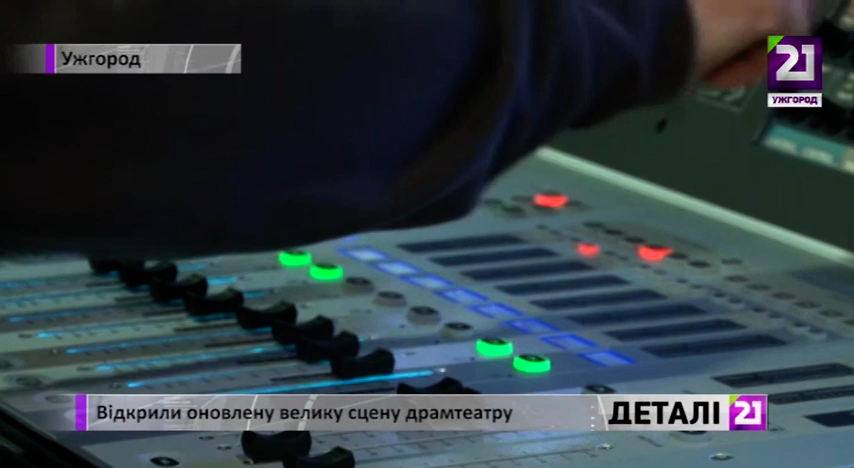 Ужгород
21
УЖГОРОД
Відкрили оновлену велику сцену драмтеатру
ДЕТАЛІ 21